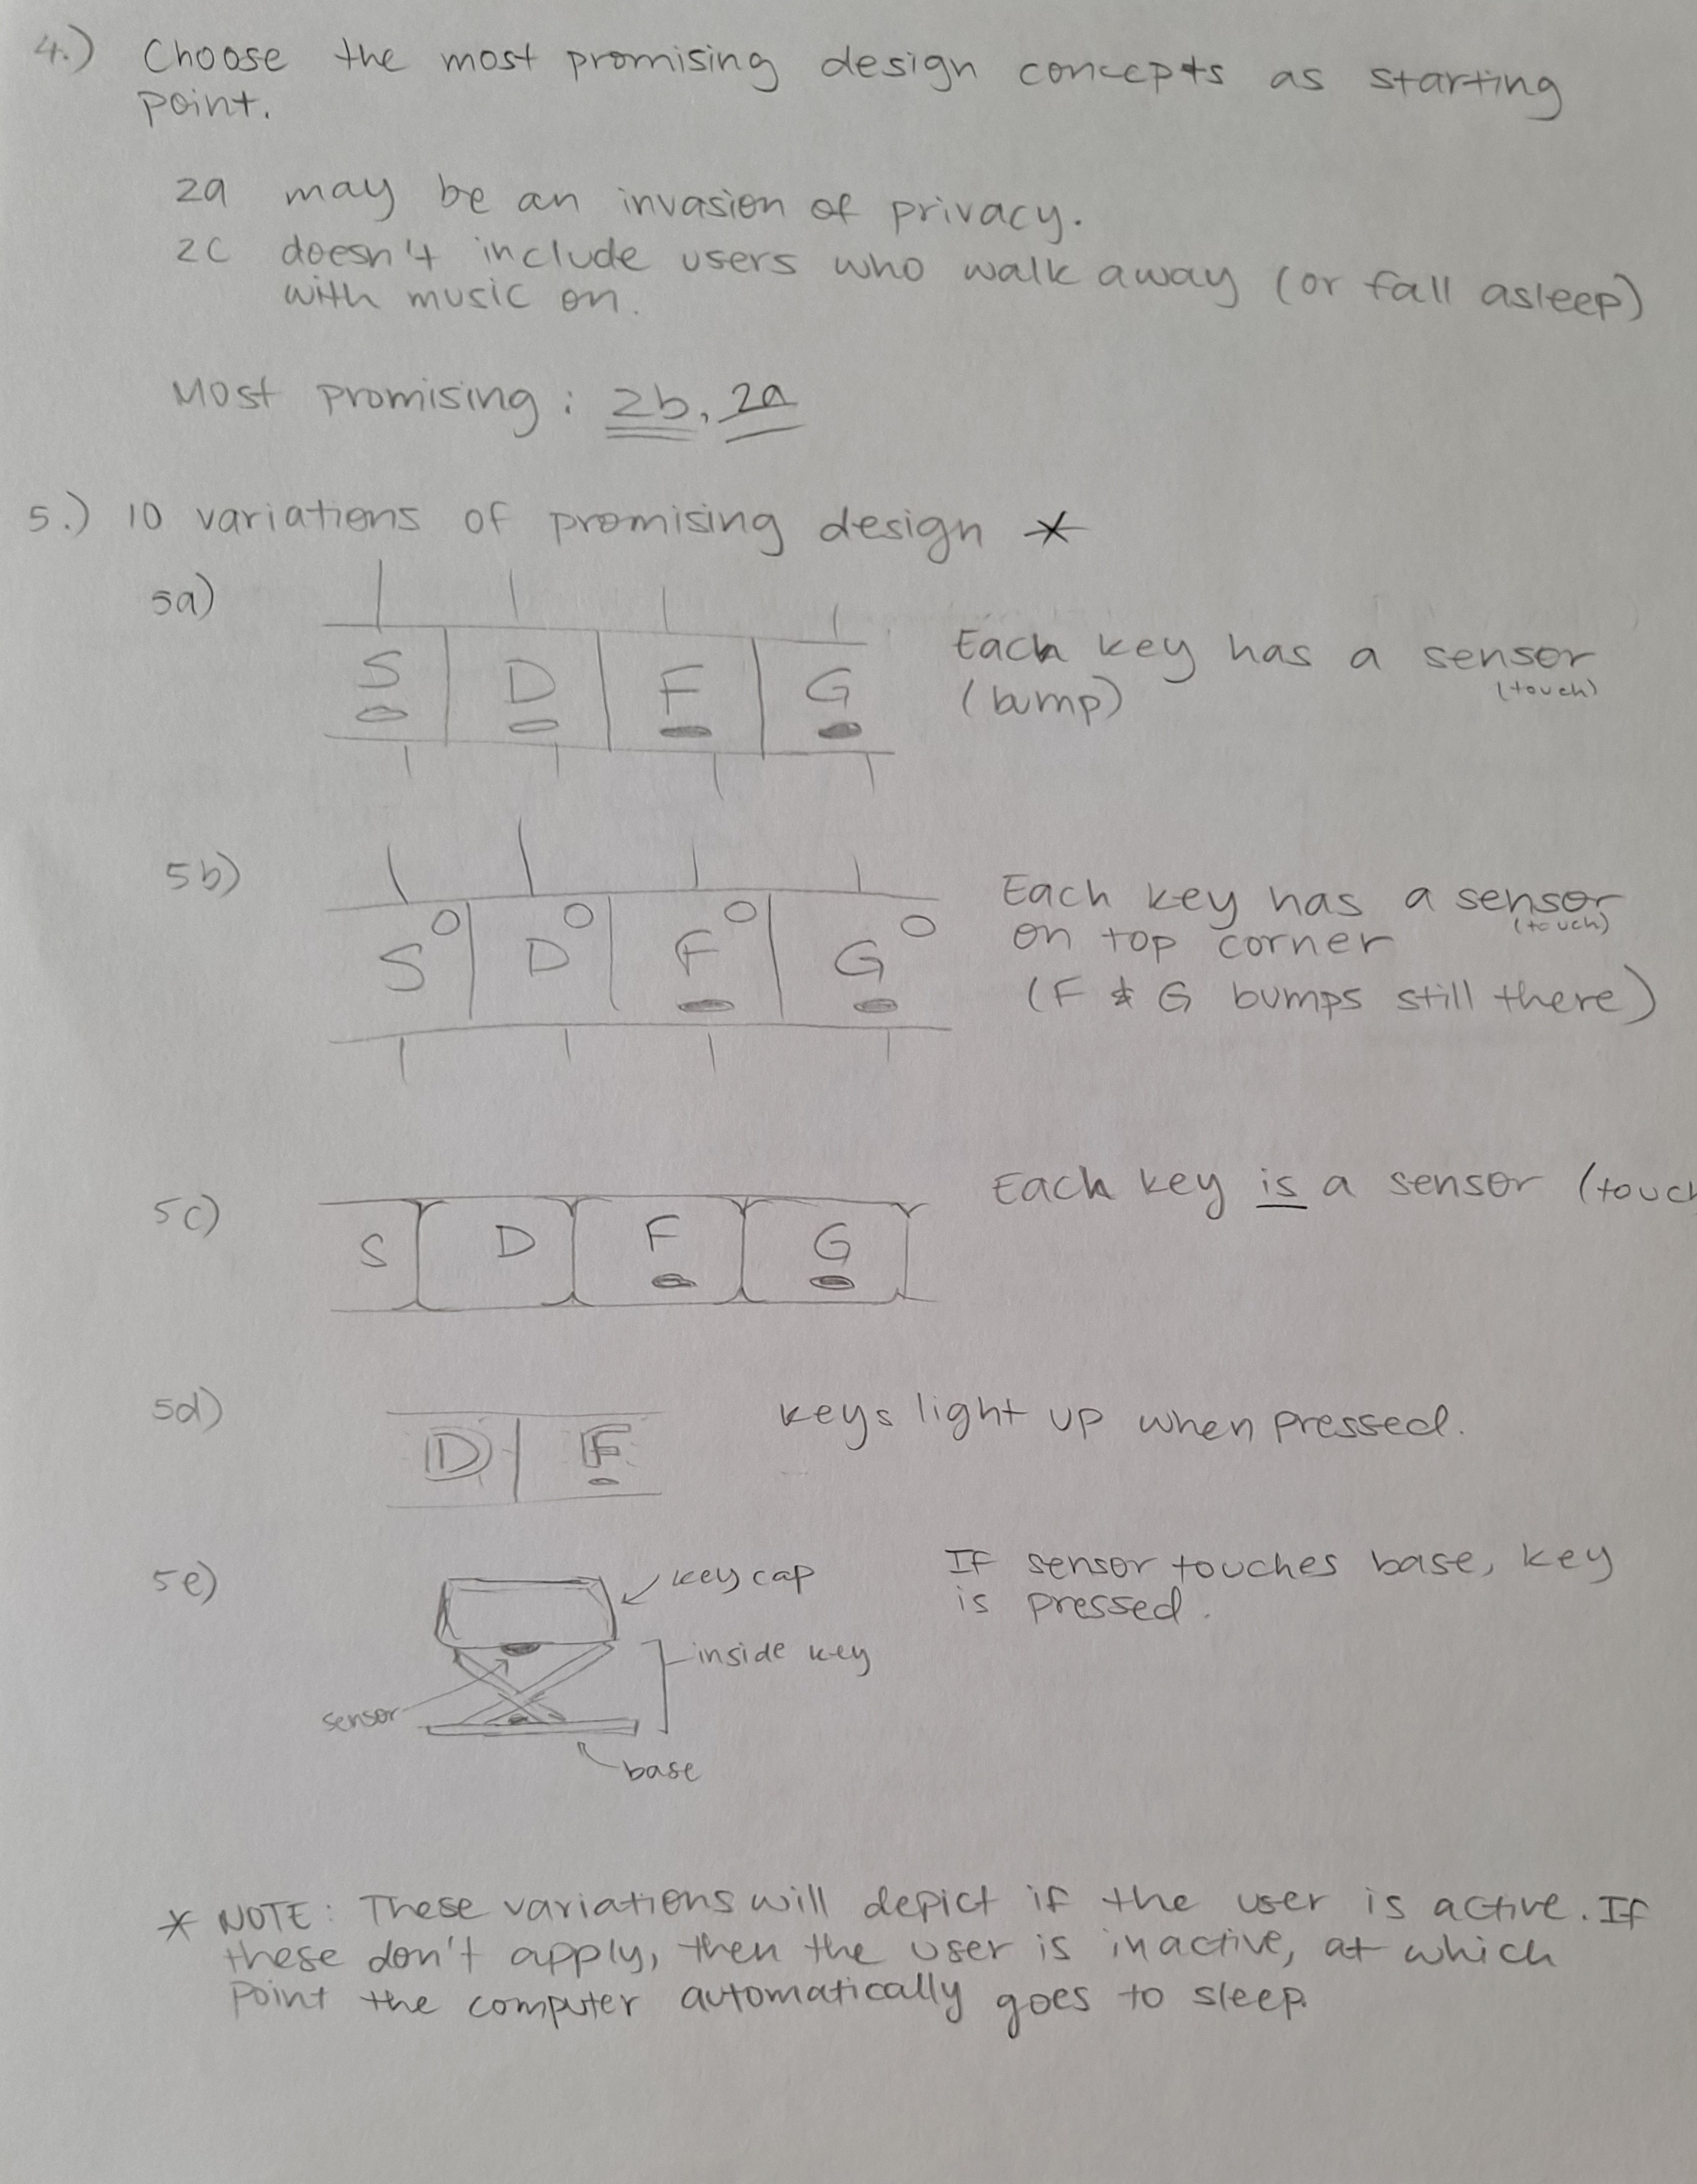 4.) Choose the most promising design concepts as starting
point.
2a may be an invasion of privacy.
2c doesn't include users who walk away (or fall asleep)
with music on.
Most promising: 2b, 2a
5.) 10 variations of promising design *
5a)
S D F G
Each key has a sensor
(touch)
(bump)
5b)
S D F G
Each key has a sensor
(touch)
on top corner
(F & G bumps still there)
5c)
S D F G
Each key is a sensor (touch
5d)
D F
keys light up when pressed.
5e)
key cap
inside key
sensor
base
If sensor touches base, key
is pressed.
* NOTE: These variations will depict if the user is active. If
these don't apply, then the user is inactive, at which
point the computer automatically goes to sleep.